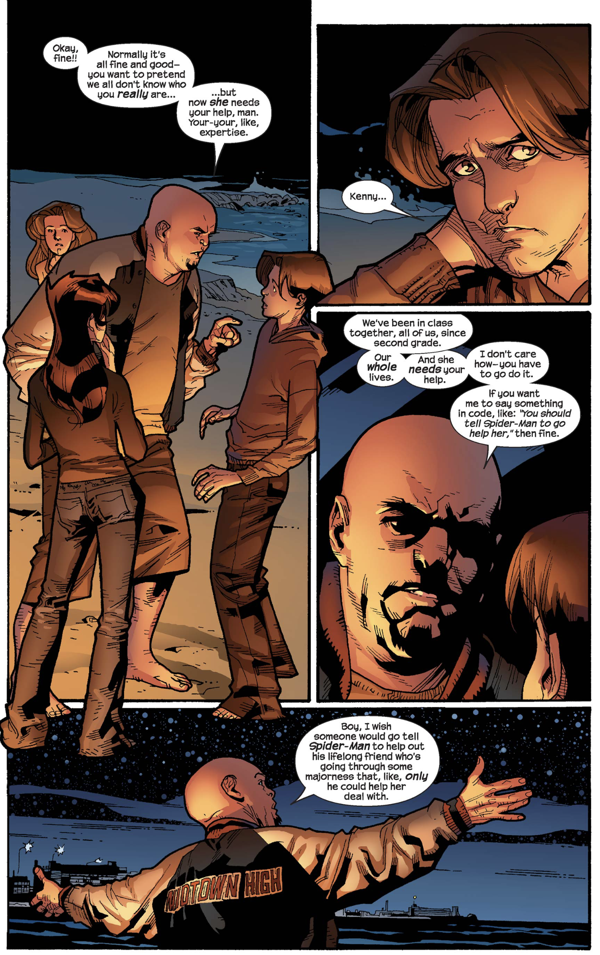 Okay,
fine!!
Normally it's
all fine and good—
you want to pretend
we all don't know who
you really are...
...but
now she needs
your help, man.
Your-your, like,
expertise.
Kenny...
We've been in class
together, all of us, since
second grade.
Our
whole
lives.
And she
needs your
help.
I don't care
how—you have
to go do it.
If you want
me to say something
in code, like: "You should
tell Spider-Man to go
help her," then fine.
Boy, I wish
someone would go tell
Spider-Man to help out
his lifelong friend who's
going through some
majorness that, like, only
he could help her
deal with.
MIDTOWN HIGH